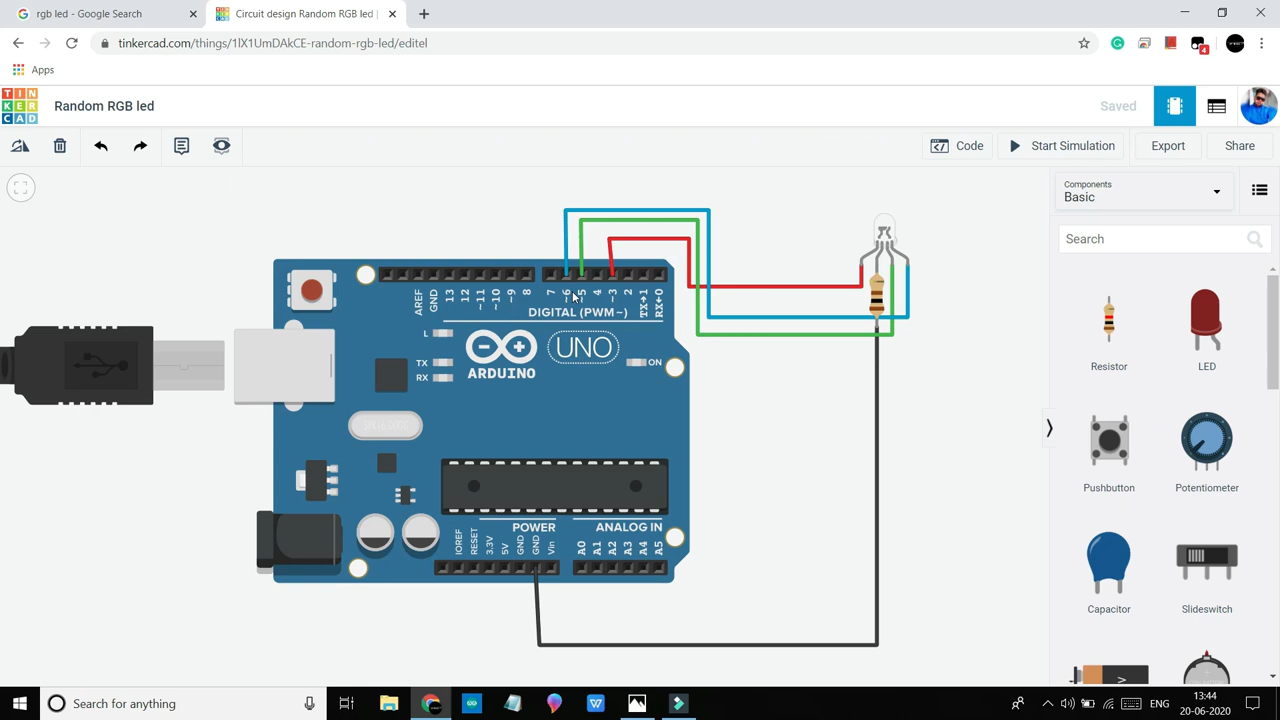 rgb led - Google Search
Circuit design Random RGB led |
tinkercad.com/things/1lX1UmDAkCE-random-rgb-led/editel
4
Apps
TIN
KER
CAD
Random RGB led
Saved
Code
Start Simulation
Export
Share
Components
Basic
Search
AREF
GND
13
12
~11
~10
~9
8
7
~6
~5
4
~3
2
TX→1
RX←0
DIGITAL (PWM~)
L
TX
RX
ARDUINO
UNO
ON
IOREF
RESET
3.3V
5V
GND
GND
Vin
POWER
ANALOG IN
A0
A1
A2
A3
A4
A5
Resistor
LED
Pushbutton
Potentiometer
Capacitor
Slideswitch
Search for anything
ENG
13:44
20-06-2020